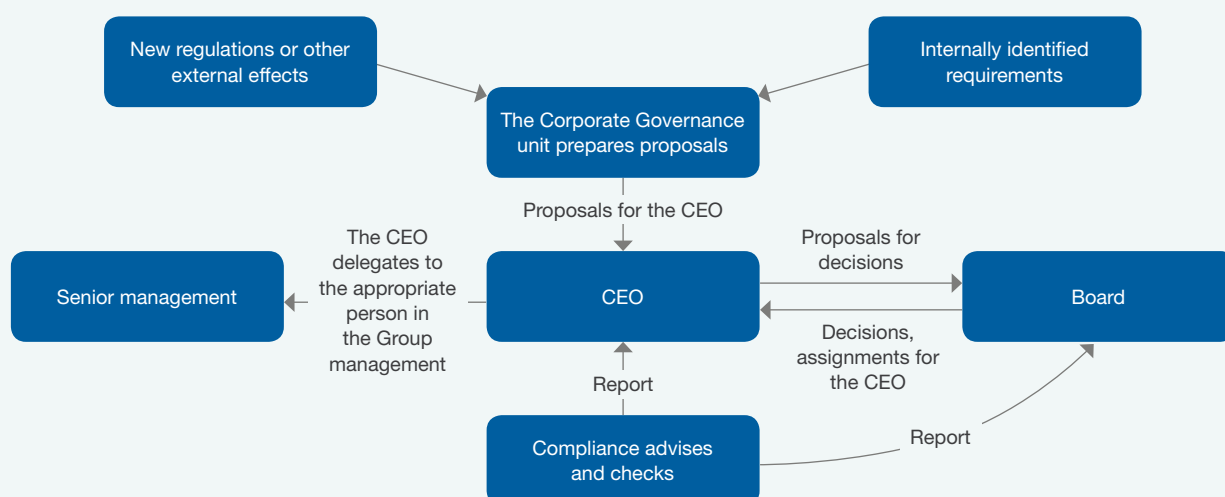 New regulations or other
external effects
Internally identified
requirements
The Corporate Governance
unit prepares proposals
Proposals for the CEO
The CEO
delegates to
the appropriate
person in
the Group
management
Proposals for
decisions
Senior management
CEO
Board
Decisions,
assignments for
the CEO
Report
Report
Compliance advises
and checks